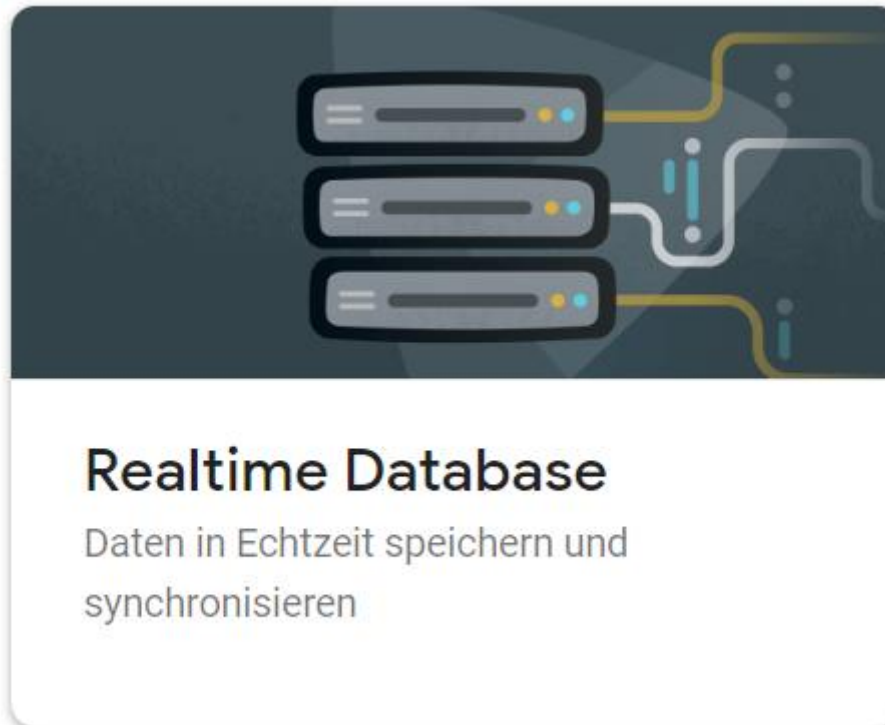 Realtime Database
Daten in Echtzeit speichern und
synchronisieren